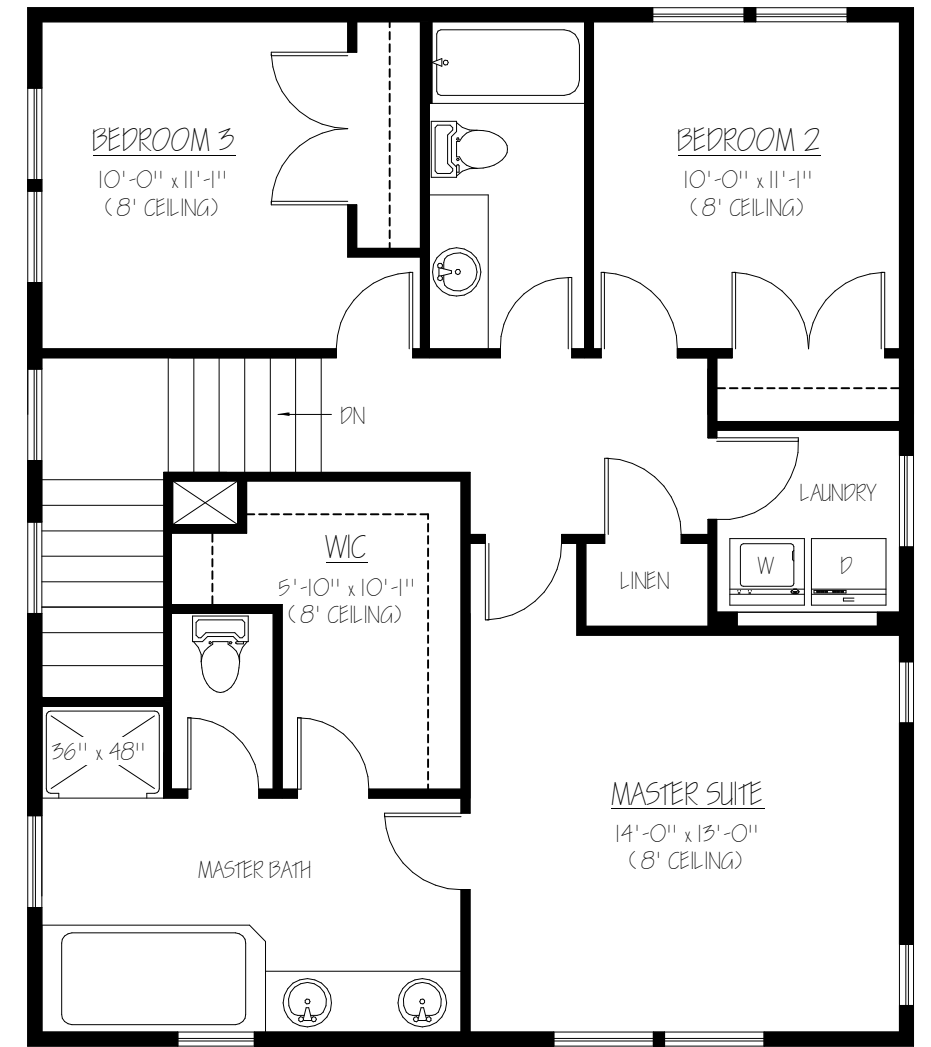 BEDROOM 3
10'-0" x 11'-1"
(8' CEILING)
BEDROOM 2
10'-0" x 11'-1"
(8' CEILING)
DN
LAUNDRY
W
D
WIC
5'-10" x 10'-1"
(8' CEILING)
LINEN
36" x 48"
MASTER SUITE
14'-0" x 13'-0"
(8' CEILING)
MASTER BATH